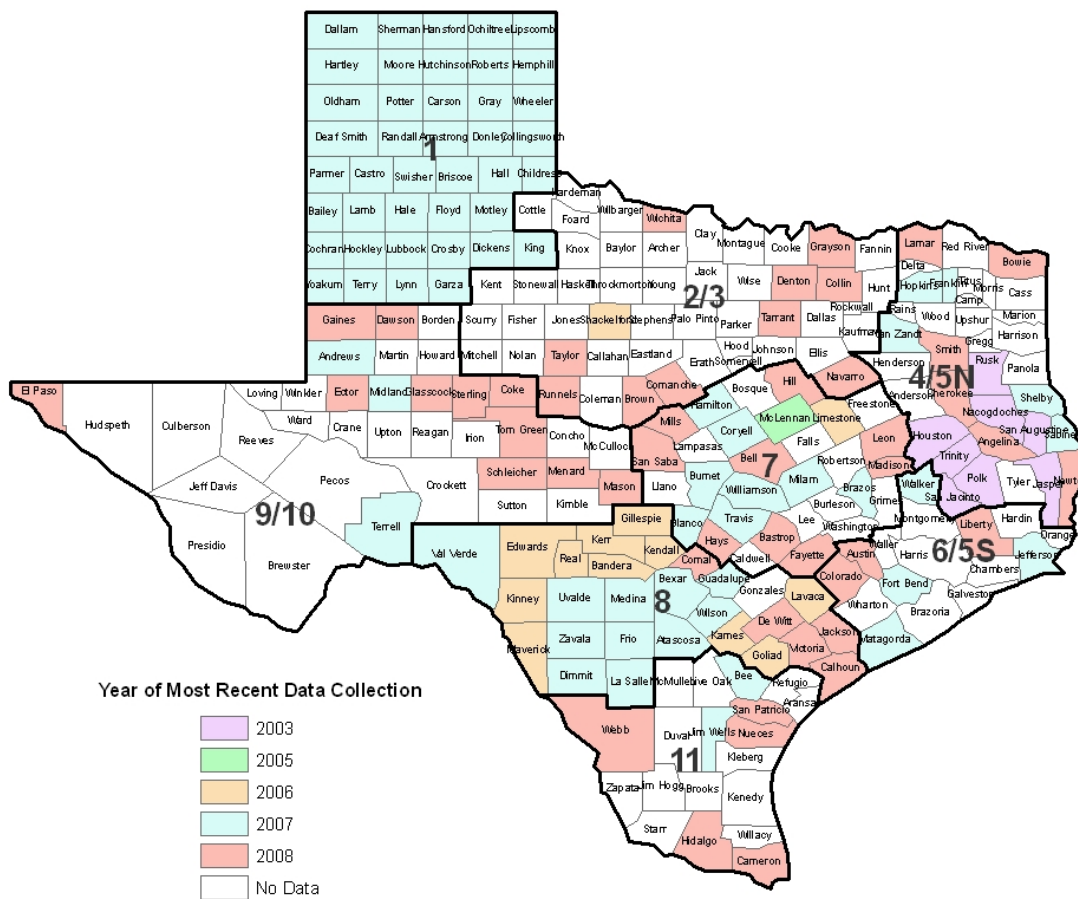 Dallam Sherman Hansford Ochiltree Lipscomb
Hartley Moore Hutchinson Roberts Hemphill
Oldham Potter Carson Gray Wheeler
Deaf Smith Randall Armstrong Donley Collingsworth
1
Parmer Castro Swisher Briscoe Hall Childress
Hardeman
Bailey Lamb Hale Floyd Motley Cottle Foard Wilbarger Wichita
Clay Montague Cooke Grayson Fannin Lamar Red River Bowie
Cochran Hockley Lubbock Crosby Dickens King Knox Baylor Archer
Delta Hopkins Franklin Titus Morris Cass
Yoakum Terry Lynn Garza Kent Stonewall Haskell Throckmorton Young Jack Wise Denton Collin Hunt
2/3
Rockwall Rains Wood Camp Upshur Marion
Gaines Dawson Borden Scurry Fisher Jones Shackelford Stephens Palo Pinto Parker Tarrant Dallas Kaufman Van Zandt Gregg Harrison
Andrews Martin Howard Mitchell Nolan Taylor Callahan Eastland Erath Hood Somervell Johnson Ellis Henderson Smith Rusk Panola
4/5N
El Paso Hudspeth Culberson Loving Winkler Ector Midland Glasscock Sterling Coke Runnels Coleman Brown Comanche Bosque Hill Navarro Freestone Anderson Cherokee Nacogdoches Shelby
Reeves Ward Crane Upton Reagan Irion Tom Green Concho McCulloch San Saba Mills Hamilton Coryell McLennan Limestone Falls Leon Houston Angelina San Augustine Sabine
Lampasas Bell Robertson Madison Trinity
7
Jeff Davis Pecos Crockett Schleicher Menard Mason Llano Burnet Williamson Milam Brazos Grimes Walker Polk Tyler Jasper Newton
9/10
Sutton Kimble Burleson Sa Jacinto
Presidio Brewster Terrell Val Verde Edwards Gillespie Blanco Travis Lee Washington Montgomery Liberty Hardin Orange
Kerr Real Bandera Kendall Hays Bastrop Caldwell Fayette Austin Waller Harris Jefferson
6/5S
Comal Bexar Guadalupe Gonzales Lavaca Colorado Fort Bend Chambers
Kinney Uvalde Medina Wilson Wharton Brazoria Galveston
8
Maverick Zavala Frio Atascosa Karnes De Witt Jackson Matagorda
Goliad Victoria Calhoun
Dimmit La Salle McMullen Live Oak Bee Refugio
Aransa
Webb Duval Jim Wells San Patricio Nueces
11
Kleberg
Zapata Jim Hogg Brooks Kenedy
Starr Hidalgo Willacy
Cameron
Year of Most Recent Data Collection
2003
2005
2006
2007
2008
No Data